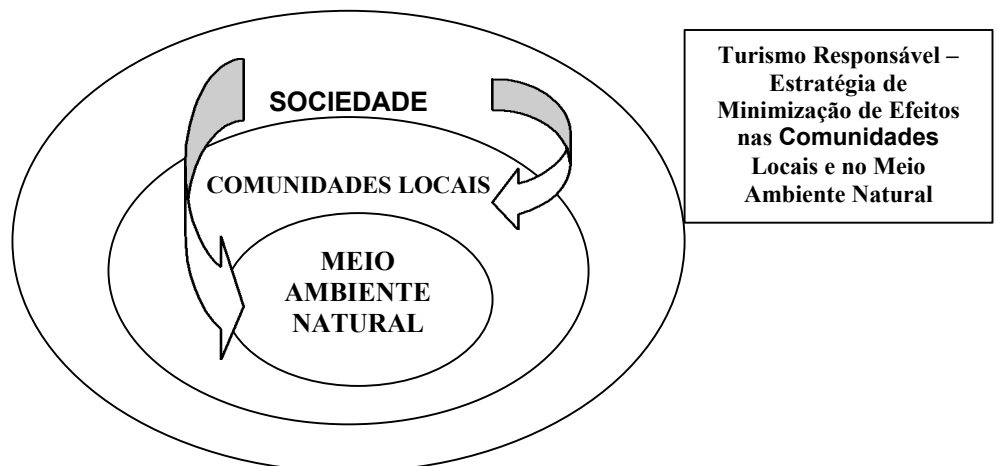 SOCIEDADE
COMUNIDADES LOCAIS
MEIO
AMBIENTE
NATURAL
Turismo Responsável –
Estratégia de
Minimização de Efeitos
nas Comunidades
Locais e no Meio
Ambiente Natural